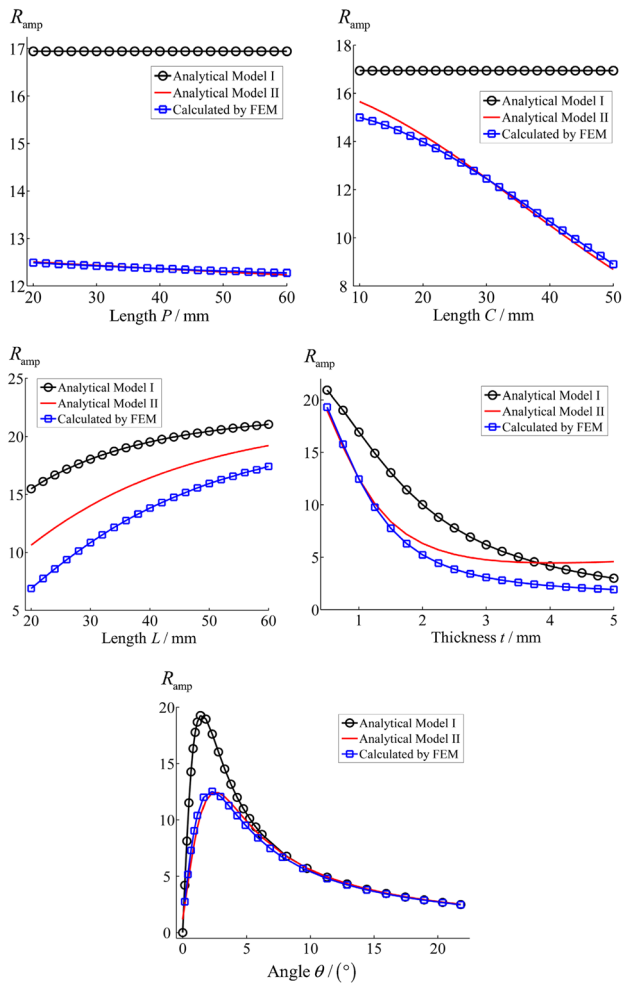 R_amp
17
16
15
14
13
12
20
30
40
50
60
Length P / mm
Analytical Model I
Analytical Model II
Calculated by FEM
R_amp
18
16
14
12
10
8
10
20
30
40
50
Length C / mm
Analytical Model I
Analytical Model II
Calculated by FEM
R_amp
25
20
15
10
5
20
30
40
50
60
Length L / mm
Analytical Model I
Analytical Model II
Calculated by FEM
R_amp
20
15
10
5
0
1
2
3
4
5
Thickness t / mm
Analytical Model I
Analytical Model II
Calculated by FEM
R_amp
20
15
10
5
0
0
5
10
15
20
Angle θ / (°)
Analytical Model I
Analytical Model II
Calculated by FEM